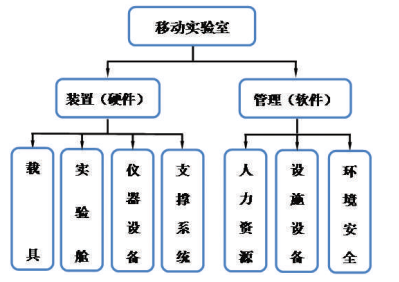 移动实验室
装置（硬件）
管理（软件）
载具
实验舱
仪器设备
支撑系统
人力资源
设施设备
环境安全